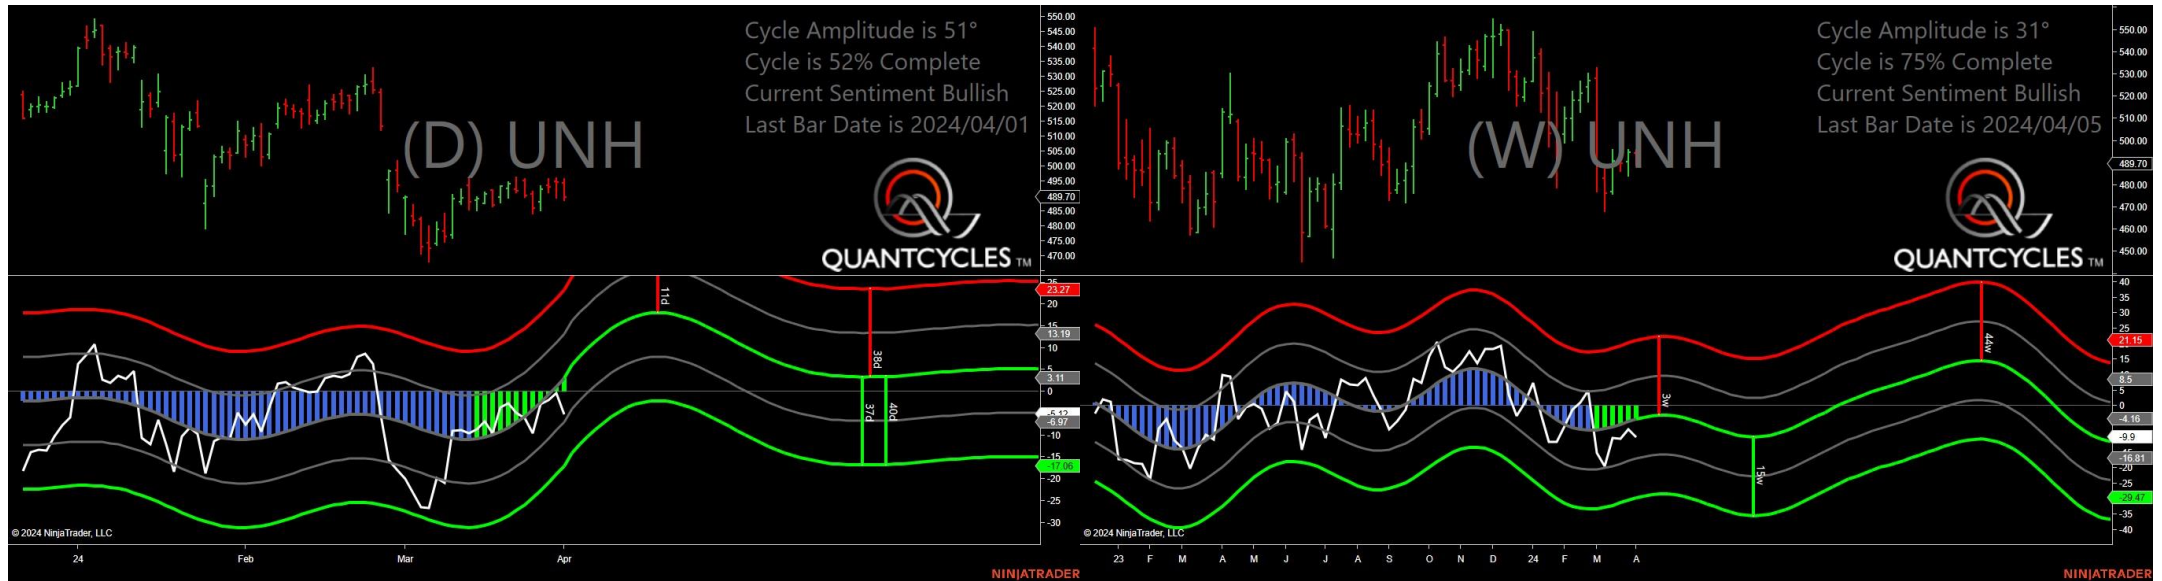 Cycle Amplitude is 51°
Cycle is 52% Complete
Current Sentiment Bullish
Last Bar Date is 2024/04/01
(D) UNH
QUANTCYCLES TM
550.00
545.00
540.00
535.00
530.00
525.00
520.00
515.00
510.00
505.00
500.00
495.00
489.70
485.00
480.00
475.00
470.00
11d
38d
37d
40d
25
23.27
20
15
13.19
10
5
3.11
0
-5.12
-6.97
-10
-15
-17.06
-20
-25
-30
© 2024 NinjaTrader, LLC
24
Feb
Mar
Apr
NINJATRADER
Cycle Amplitude is 31°
Cycle is 75% Complete
Current Sentiment Bullish
Last Bar Date is 2024/04/05
(W) UNH
QUANTCYCLES TM
550.00
540.00
530.00
520.00
510.00
500.00
489.70
480.00
470.00
460.00
450.00
3w
15w
44w
40
35
30
25
21.15
15
8.5
5
0
-4.16
-9.9
-16.81
-20
-25
-29.47
-35
-40
© 2024 NinjaTrader, LLC
23
F
M
A
M
J
J
A
S
O
N
D
24
F
M
A
NINJATRADER